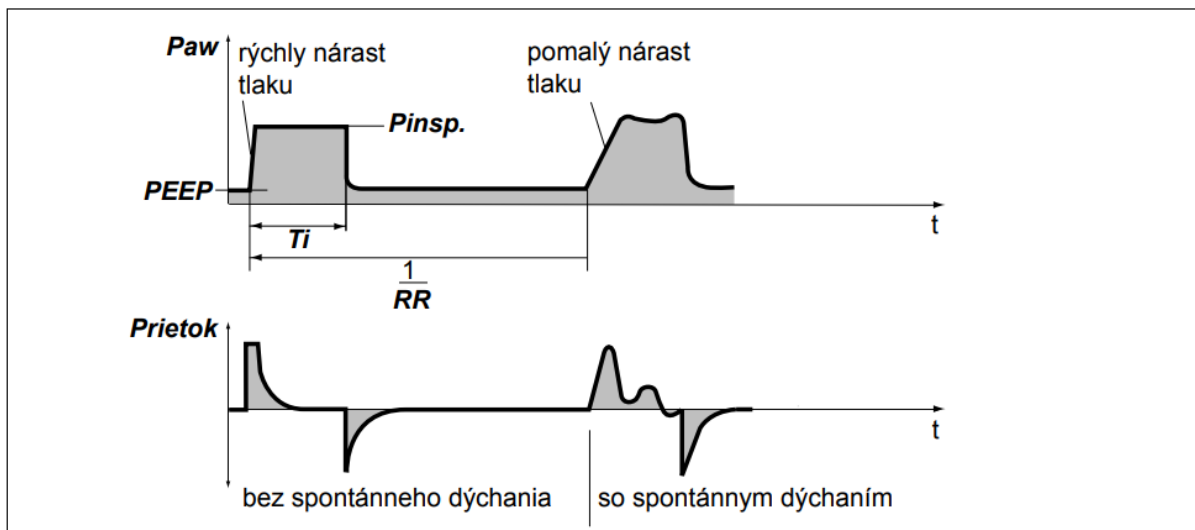 Paw
rýchly nárast
tlaku
pomalý nárast
tlaku
Pinsp.
PEEP
t
Ti
1
RR
Prietok
t
bez spontánneho dýchania
so spontánnym dýchaním